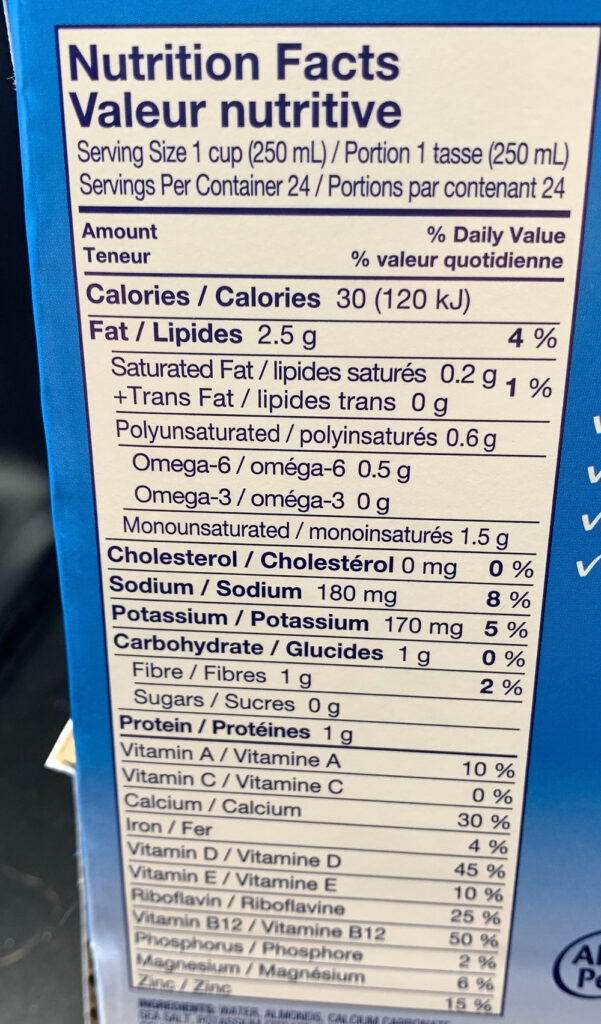 Nutrition Facts
Valeur nutritive
Serving Size 1 cup (250 mL) / Portion 1 tasse (250 mL)
Servings Per Container 24 / Portions par contenant 24
Amount % Daily Value
Teneur % valeur quotidienne
Calories / Calories 30 (120 kJ)
Fat / Lipides 2.5 g 4 %
Saturated Fat / lipides saturés 0.2 g 1 %
+Trans Fat / lipides trans 0 g
Polyunsaturated / polyinsaturés 0.6 g
Omega-6 / oméga-6 0.5 g
Omega-3 / oméga-3 0 g
Monounsaturated / monoinsaturés 1.5 g
Cholesterol / Cholestérol 0 mg 0 %
Sodium / Sodium 180 mg 8 %
Potassium / Potassium 170 mg 5 %
Carbohydrate / Glucides 1 g 0 %
Fibre / Fibres 1 g 2 %
Sugars / Sucres 0 g
Protein / Protéines 1 g
Vitamin A / Vitamine A 10 %
Vitamin C / Vitamine C 0 %
Calcium / Calcium 30 %
Iron / Fer 4 %
Vitamin D / Vitamine D 45 %
Vitamin E / Vitamine E 10 %
Riboflavin / Riboflavine 25 %
Vitamin B12 / Vitamine B12 50 %
Phosphorus / Phosphore 2 %
Magnesium / Magnésium 6 %
Zinc / Zinc 15 %
INGREDIENTS: WATER, ALMONDS, CALCIUM CARBONATE
SEA SALT, POTASSIUM